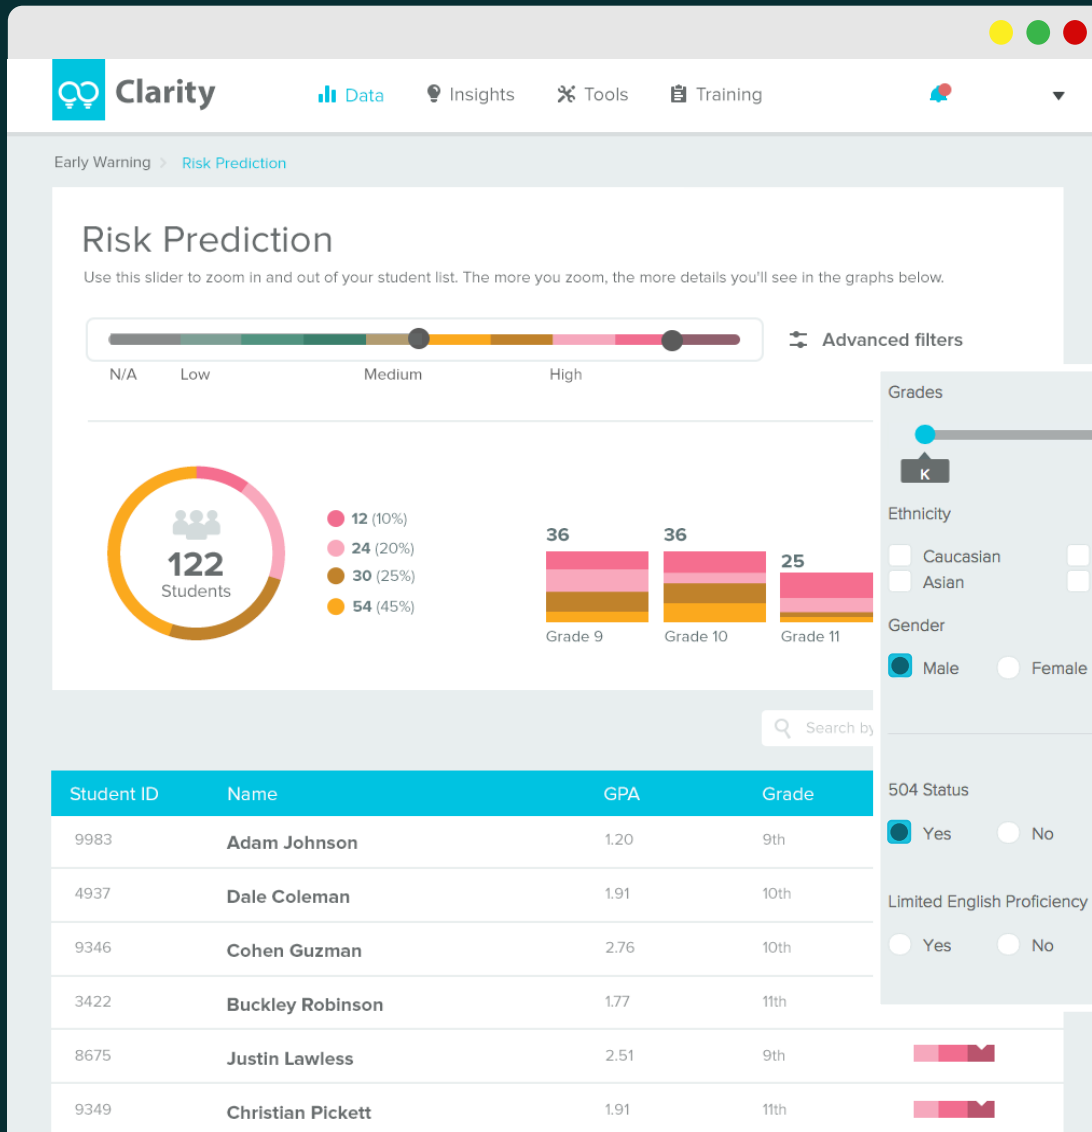 Clarity
Data Insights Tools Training
Early Warning > Risk Prediction
Risk Prediction
Use this slider to zoom in and out of your student list. The more you zoom, the more details you'll see in the graphs below.
Advanced filters
N/A Low Medium High
Grades
K
122
Students
12 (10%)
24 (20%)
30 (25%)
54 (45%)
36 36 25
Grade 9 Grade 10 Grade 11
Ethnicity
Caucasian
Asian
Gender
Male Female
Search by
504 Status
Yes No
Limited English Proficiency
Yes No
Student ID Name GPA Grade
9983 Adam Johnson 1.20 9th
4937 Dale Coleman 1.91 10th
9346 Cohen Guzman 2.76 10th
3422 Buckley Robinson 1.77 11th
8675 Justin Lawless 2.51 9th
9349 Christian Pickett 1.91 11th